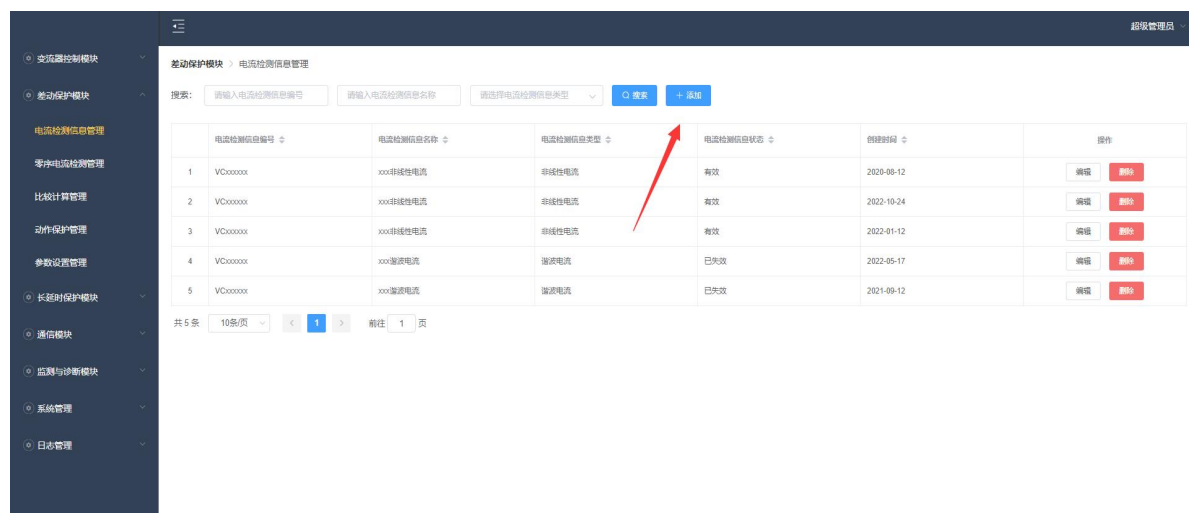 超级管理员
变流器控制模块
差动保护模块
电流检测信息管理
零序电流检测管理
比较计算管理
动作保护管理
参数设置管理
长延时保护模块
通信模块
监测与诊断模块
系统管理
日志管理
差动保护模块 > 电流检测信息管理
搜索: 请输入电流检测信息编号 请输入电流检测信息名称 请选择电流检测信息类型 搜索 + 添加
电流检测信息编号 电流检测信息名称 电流检测信息类型 电流检测信息状态 创建时间 操作
1 VCxxxxxx xxx非线性电流 非线性电流 有效 2020-08-12 编辑 删除
2 VCxxxxxx xxx非线性电流 非线性电流 有效 2022-10-24 编辑 删除
3 VCxxxxxx xxx非线性电流 非线性电流 有效 2022-01-12 编辑 删除
4 VCxxxxxx xxx谐波电流 谐波电流 已失效 2022-05-17 编辑 删除
5 VCxxxxxx xxx谐波电流 谐波电流 已失效 2021-09-12 编辑 删除
共 5 条 10条/页 < 1 > 前往 1 页